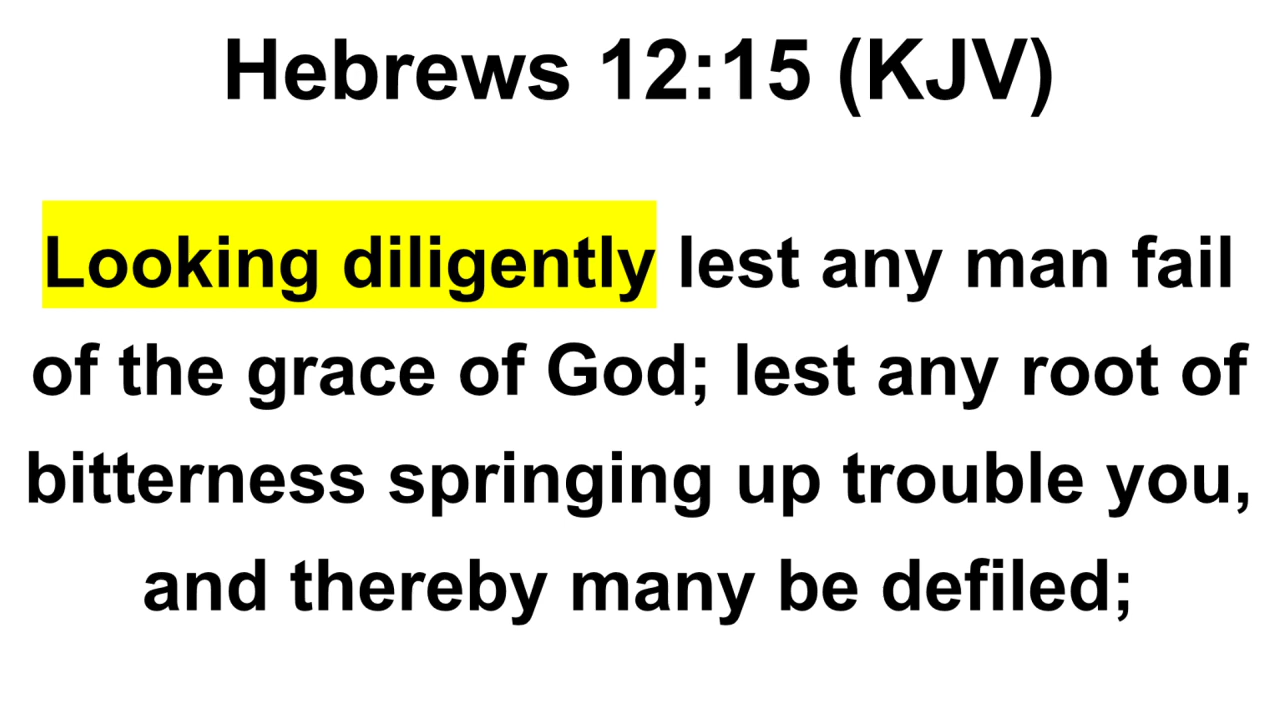 Hebrews 12:15 (KJV)
Looking diligently lest any man fail
of the grace of God; lest any root of
bitterness springing up trouble you,
and thereby many be defiled;